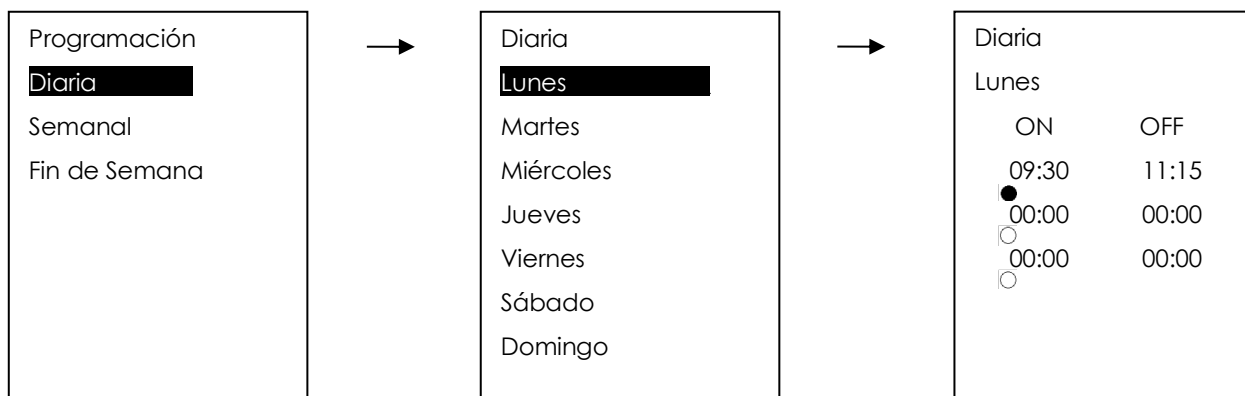 Programación
Diaria
Semanal
Fin de Semana
Diaria
Lunes
Martes
Miércoles
Jueves
Viernes
Sábado
Domingo
Diaria
Lunes
ON OFF
09:30 11:15
00:00 00:00
00:00 00:00